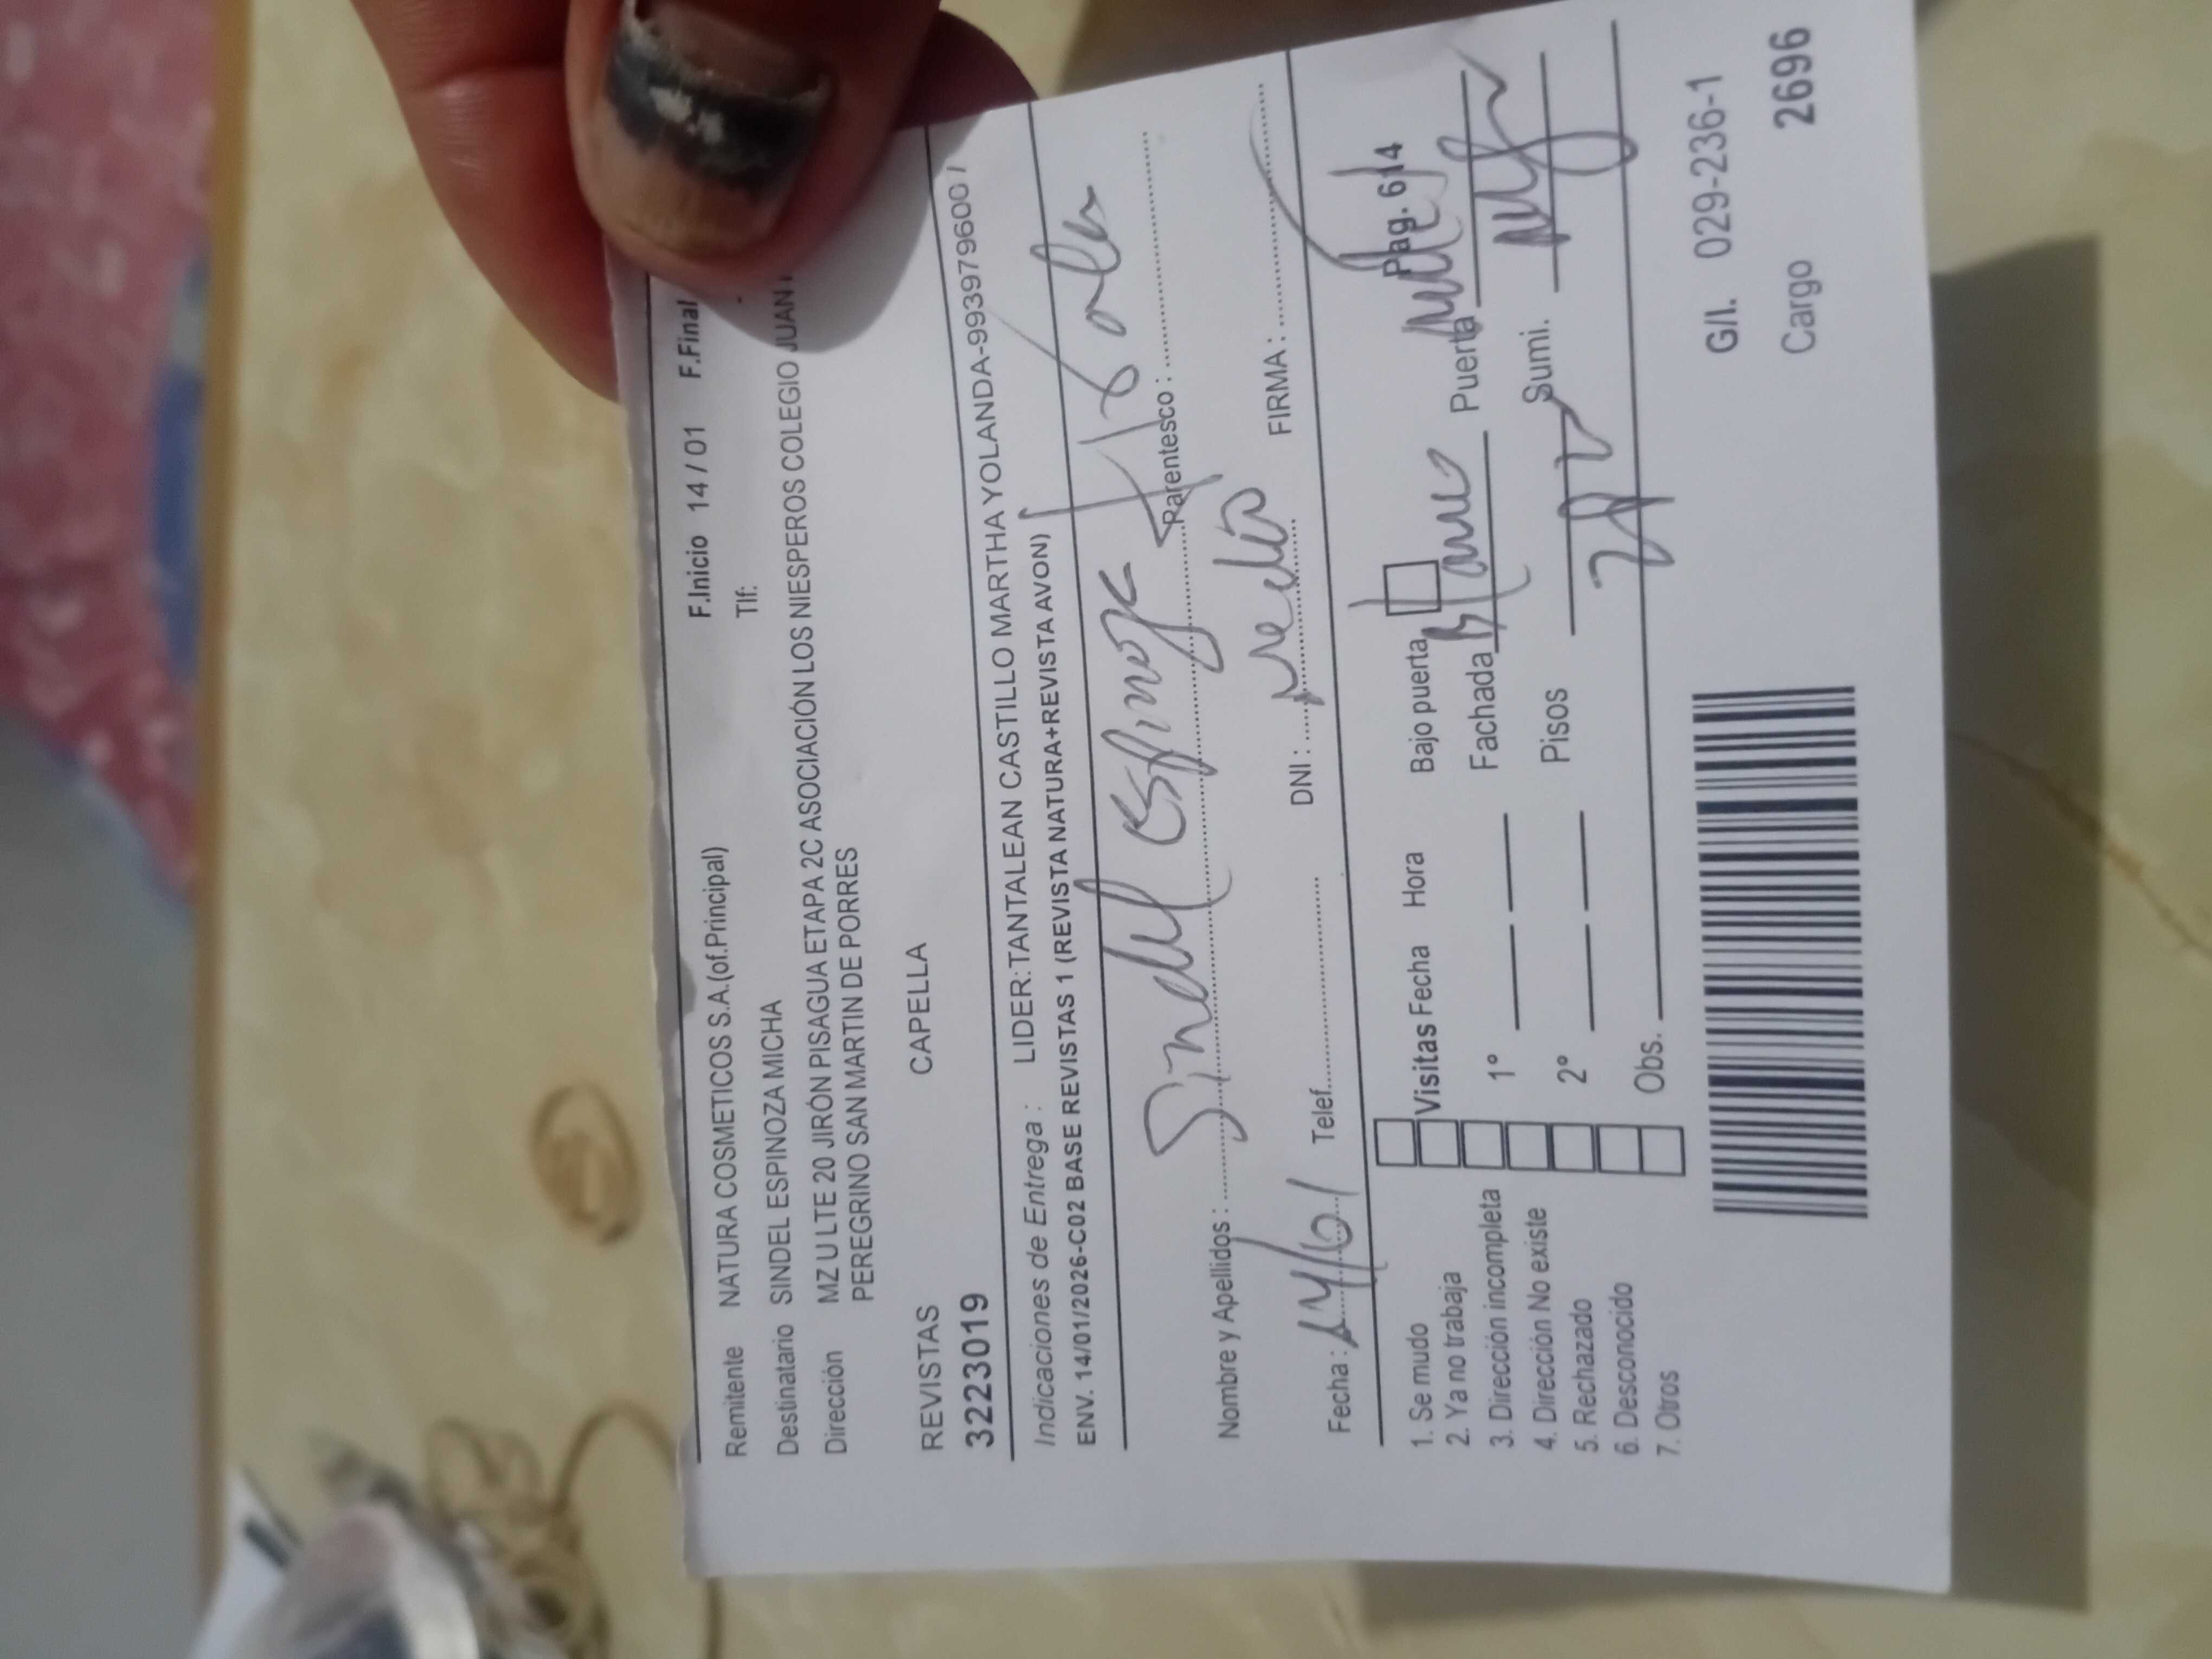 F.Inicio 14 / 01 F.Final
Remitente NATURA COSMETICOS S.A.(of.Principal) Tlf:
Destinatario SINDEL ESPINOZA MICHA
Dirección MZ U LTE 20 JIRÓN PISAGUA ETAPA 2C ASOCIACIÓN LOS NIESPEROS COLEGIO JUAN
PEREGRINO SAN MARTIN DE PORRES
REVISTAS CAPELLA
3223019
Indicaciones de Entrega : LIDER:TANTALEAN CASTILLO MARTHA YOLANDA-993979600 /
ENV. 14/01/2026-C02 BASE REVISTAS 1 (REVISTA NATURA+REVISTA AVON)
Nombre y Apellidos : Sindel Espinoza Parentesco :
Fecha : 14/01 Telef. DNI : FIRMA :
Pag. 614
1. Se mudo Visitas Fecha Hora Bajo puerta
2. Ya no trabaja Fachada Blanco Puerta
3. Dirección incompleta 1º
4. Dirección No existe Pisos Sumi.
5. Rechazado 2º
6. Desconocido
7. Otros Obs.
G/I. 029-236-1
Cargo 2696